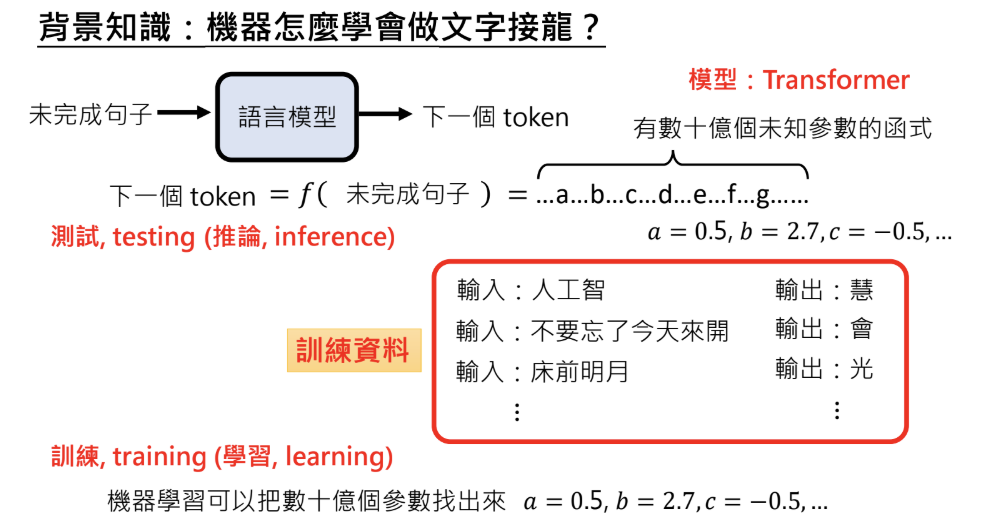 背景知識：機器怎麼學會做文字接龍？
模型：Transformer
未完成句子 語言模型 下一個 token
有數十億個未知參數的函式
下一個 token = f( 未完成句子 ) = …a…b…c…d…e…f…g……
測試, testing (推論, inference)
a = 0.5, b = 2.7, c = −0.5, …
訓練資料
輸入：人工智 輸出：慧
輸入：不要忘了今天來開 輸出：會
輸入：床前明月 輸出：光
⋮ ⋮
訓練, training (學習, learning)
機器學習可以把數十億個參數找出來 a = 0.5, b = 2.7, c = −0.5, …